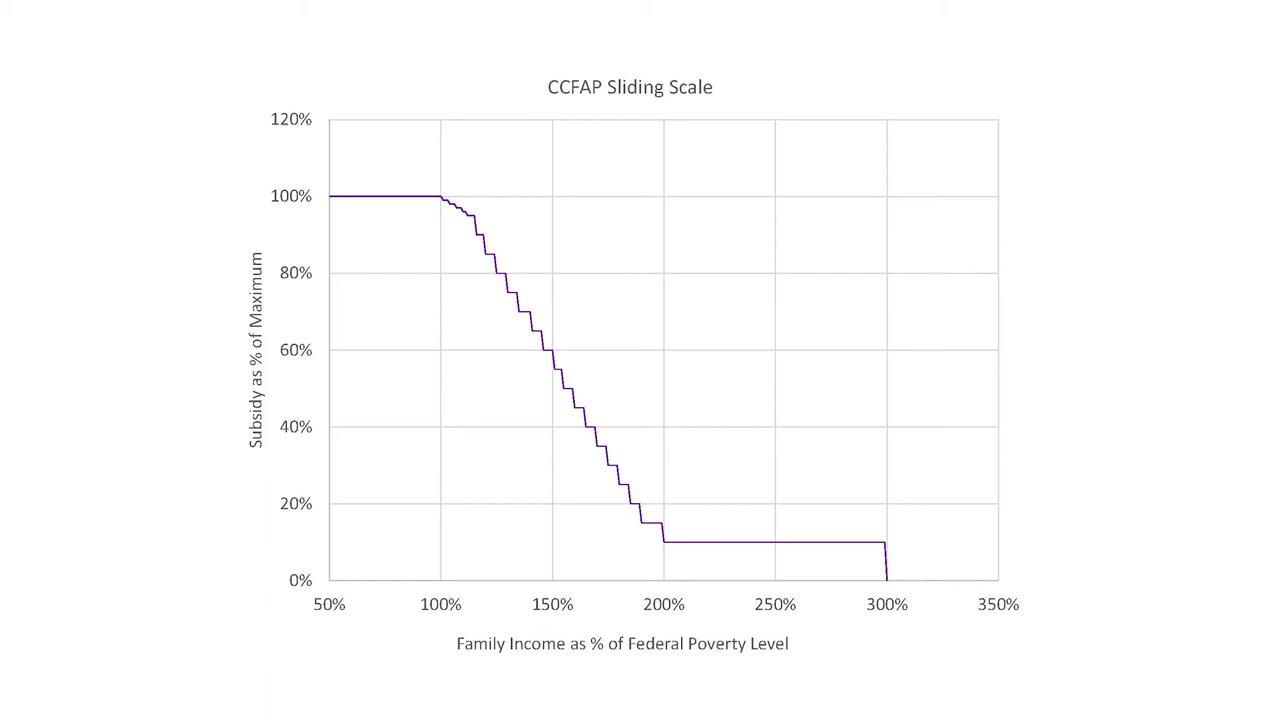 CCFAP Sliding Scale
120%
100%
80%
60%
40%
20%
0%
Subsidy as % of Maximum
50% 100% 150% 200% 250% 300% 350%
Family Income as % of Federal Poverty Level